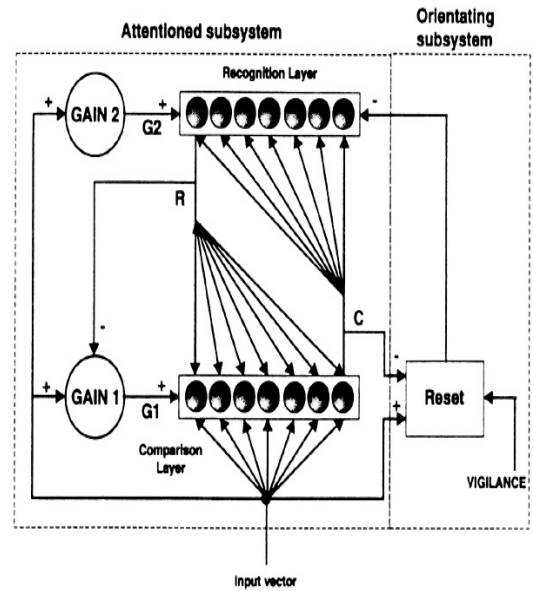 Attentioned subsystem
Orientating
subsystem
Recognition Layer
+
GAIN 2
+
G2
-
R
C
-
-
+
GAIN 1
+
G1
Reset
+
Comparison
Layer
VIGILANCE
Input vector